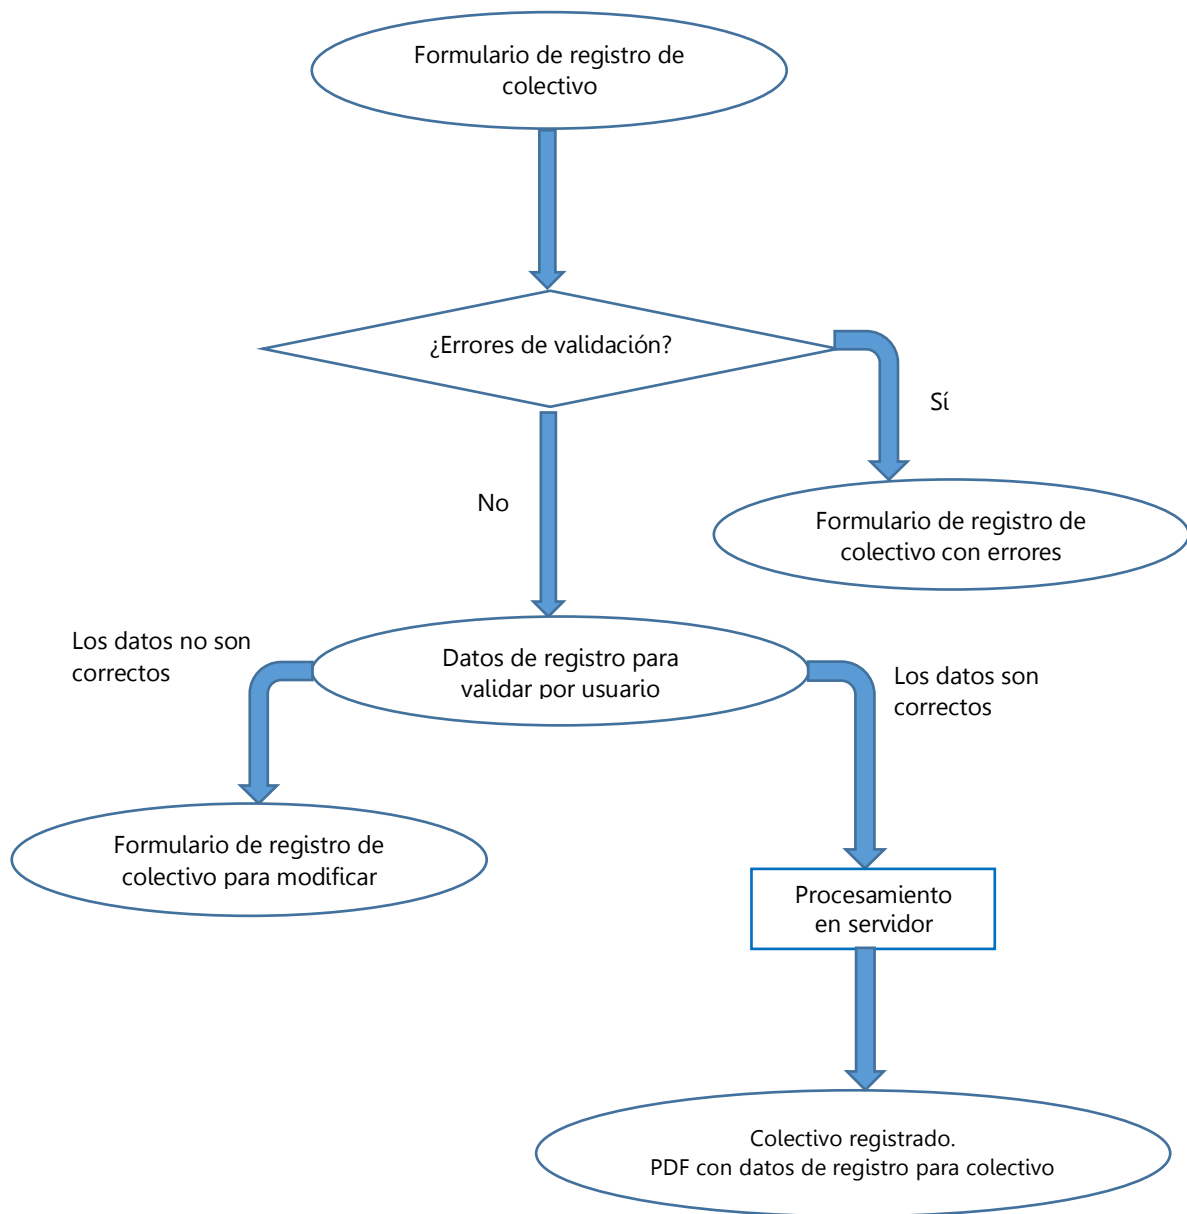 Formulario de registro de
colectivo
¿Errores de validación?
Sí
No
Formulario de registro de
colectivo con errores
Los datos no son
correctos
Datos de registro para
validar por usuario
Los datos son
correctos
Formulario de registro de
colectivo para modificar
Procesamiento
en servidor
Colectivo registrado.
PDF con datos de registro para colectivo